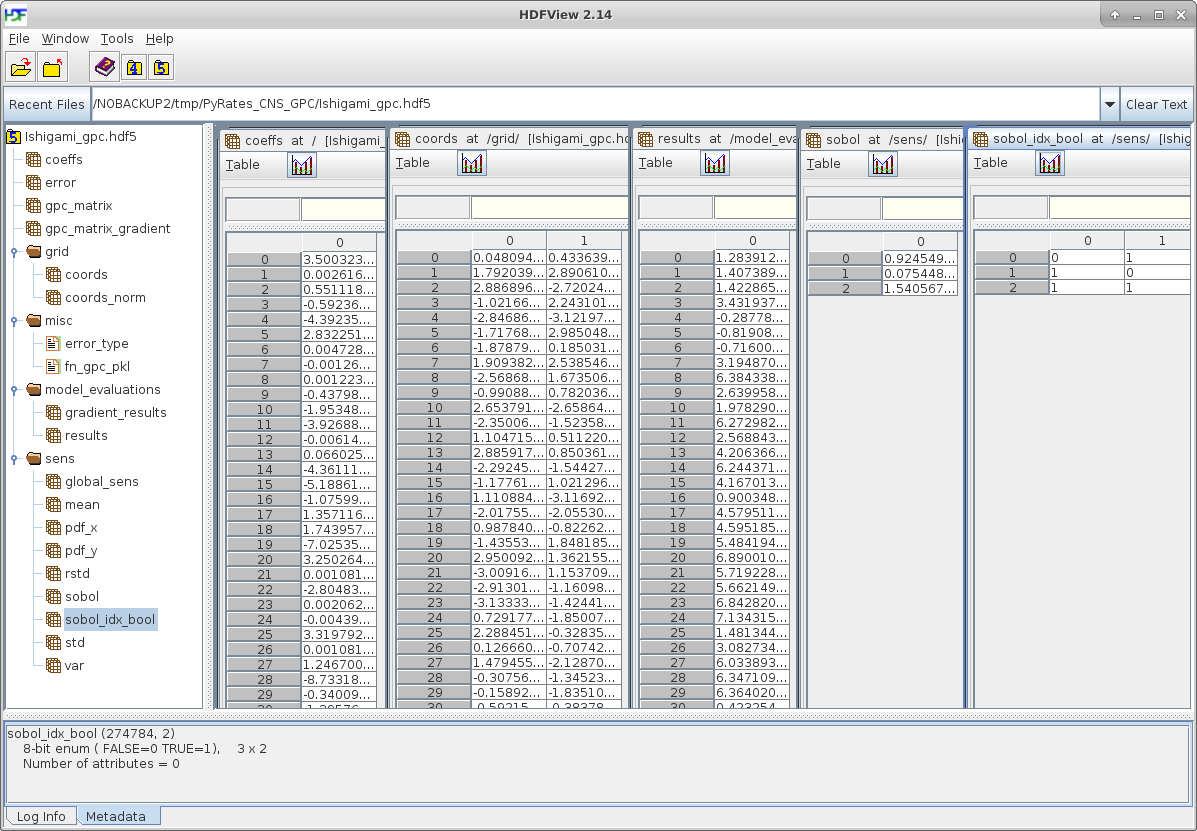 HDF HDFView 2.14
File Window Tools Help
4 5
Recent Files /NOBACKUP2/tmp/PyRates_CNS_GPC/Ishigami_gpc.hdf5 Clear Text
5 Ishigami_gpc.hdf5
coeffs
error
gpc_matrix
gpc_matrix_gradient
grid
coords
coords_norm
misc
error_type
fn_gpc_pkl
model_evaluations
gradient_results
results
sens
global_sens
mean
pdf_x
pdf_y
rstd
sobol
sobol_idx_bool
std
var
coeffs at / [Ishigami_
Table
0
0 3.500323...
1 0.002616...
2 0.551118...
3 -0.59236...
4 -4.39235...
5 2.832251...
6 0.004728...
7 -0.00126...
8 0.001223...
9 -0.43798...
10 -1.95348...
11 -3.92688...
12 -0.00614...
13 0.066025...
14 -4.36111...
15 -5.18861...
16 -1.07599...
17 1.357116...
18 1.743957...
19 -7.02535...
20 3.250264...
21 0.001081...
22 -2.80483...
23 0.002062...
24 -0.00439...
25 3.319792...
26 0.001081...
27 1.246700...
28 -8.73318...
29 -0.34009...
coords at /grid/ [Ishigami_gpc.hd
Table
0 1
0 0.048094... 0.433639...
1 1.792039... 2.890610...
2 2.886896... -2.72024...
3 -1.02166... 2.243101...
4 -2.84686... -3.12197...
5 -1.71768... 2.985048...
6 -1.87879... 0.185031...
7 1.909382... 2.538546...
8 -2.56868... 1.673506...
9 -0.99088... 0.782036...
10 2.653791... -2.65864...
11 -2.35006... -1.52358...
12 1.104715... 0.511220...
13 2.885917... 0.850361...
14 -2.29245... -1.54427...
15 -1.17761... 1.021296...
16 1.110884... -3.11692...
17 -2.01755... -2.05530...
18 0.987840... -0.82262...
19 -1.43553... 1.848185...
20 2.950092... 1.362155...
21 -3.00916... 1.153709...
22 -2.91301... -1.16098...
23 -3.13333... -1.42441...
24 0.729177... -1.85007...
25 2.288451... -0.32835...
26 0.126660... -0.70742...
27 1.479455... -2.12870...
28 -0.30756... -1.34523...
29 -0.15892... -1.83510...
results at /model_eva
Table
0
0 1.283912...
1 1.407389...
2 1.422865...
3 3.431937...
4 -0.28778...
5 -0.81908...
6 -0.71600...
7 3.194870...
8 6.384338...
9 2.639958...
10 1.978290...
11 6.272982...
12 2.568843...
13 4.206366...
14 6.244371...
15 4.167013...
16 0.900348...
17 4.579511...
18 4.595185...
19 5.484194...
20 6.890010...
21 5.719228...
22 5.662149...
23 6.842820...
24 7.134315...
25 1.481344...
26 3.082734...
27 6.033893...
28 6.347109...
29 6.364020...
sobol at /sens/ [Ishi
Table
0
0 0.924549...
1 0.075448...
2 1.540567...
sobol_idx_bool at /sens/ [Ishig
Table
0 1
0 0 1
1 1 0
2 1 1
sobol_idx_bool (274784, 2)
8-bit enum ( FALSE=0 TRUE=1), 3 x 2
Number of attributes = 0
Log Info Metadata